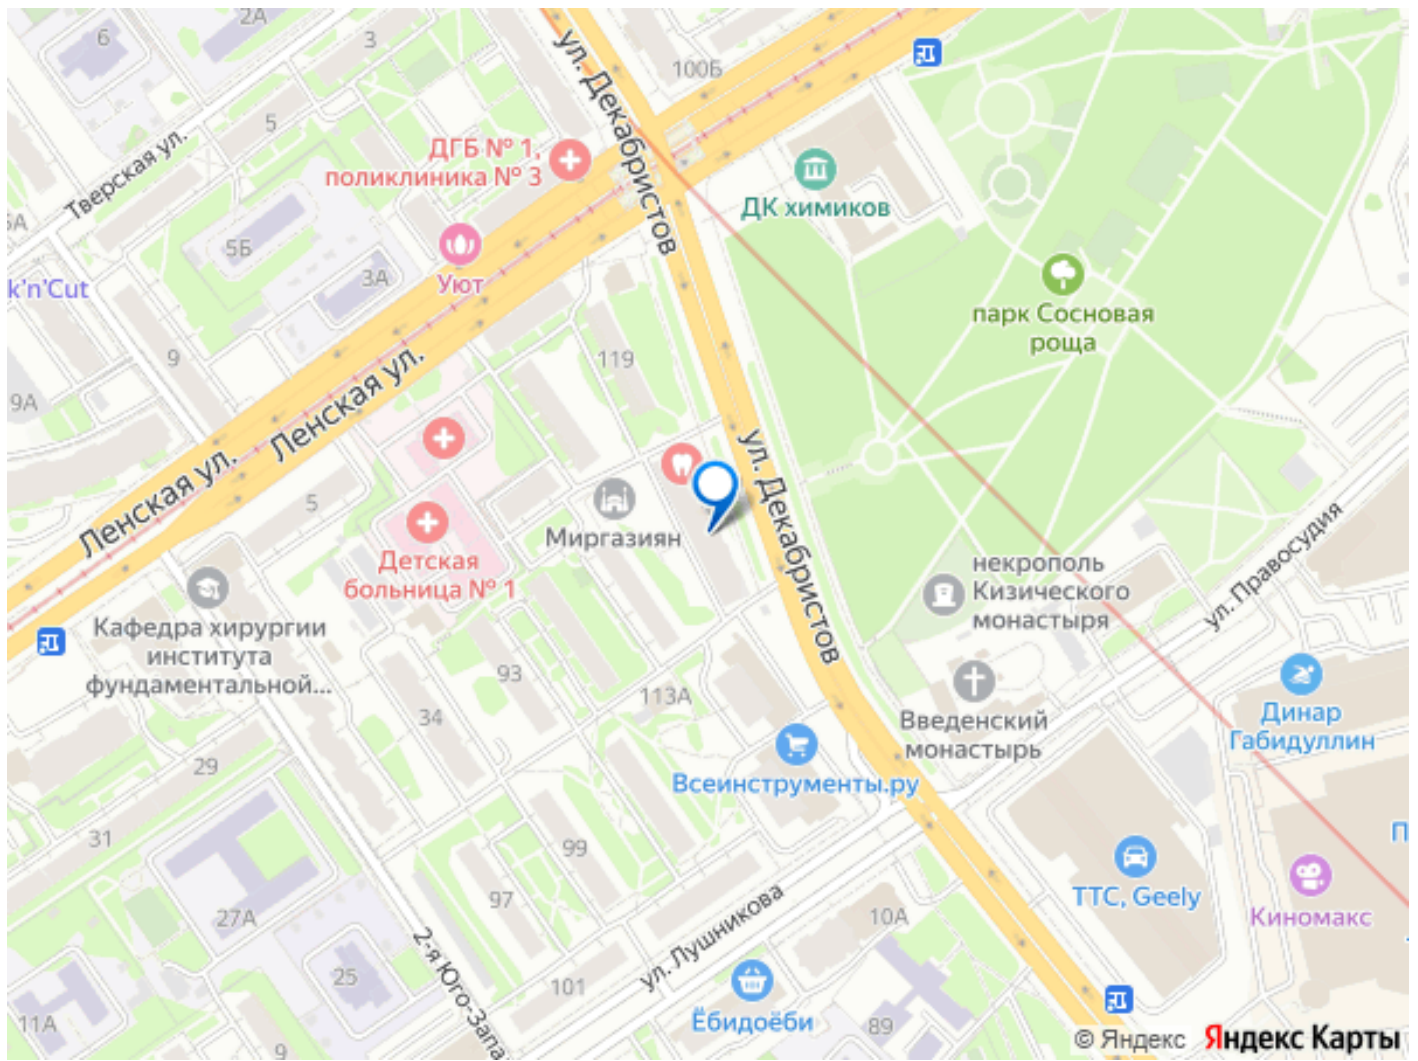 2А
6
3
5
100Б
ул. Декабристов
Тверская ул.
ДГБ № 1,
поликлиника № 3
ДК химиков
5А
5Б
3А
Уют
k'n'Cut
парк Сосновая
роща
9
119
9А
Ленская ул.
Ленская ул.
ул. Декабристов
5
Миргазиян
Детская
больница № 1
некрополь
Кизического
монастыря
ул. Правосудия
Кафедра хирургии
института
фундаментальной...
93
113А
34
Введенский
монастырь
Динар
Габидуллин
29
Всеинструменты.ру
31
99
97
27А
ТТС, Geely
П
Киномакс
10А
ул. Лушникова
2-я Юго-Запа
25
101
Ёбидоёби
89
11А
9
© Яндекс Яндекс Карты